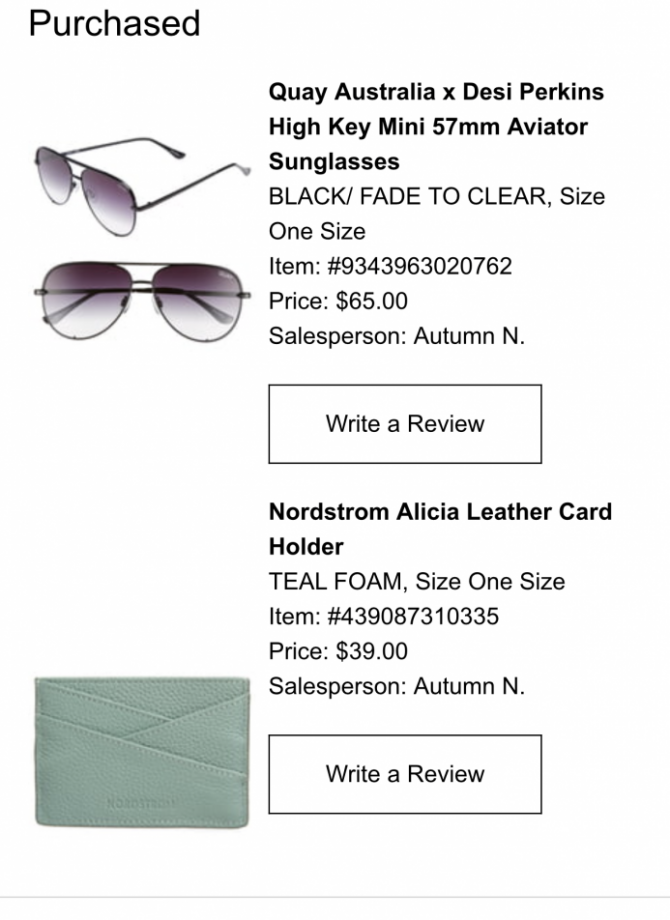 Purchased
Quay Australia x Desi Perkins
High Key Mini 57mm Aviator
Sunglasses
BLACK/ FADE TO CLEAR, Size
One Size
Item: #9343963020762
Price: $65.00
Salesperson: Autumn N.
Write a Review
Nordstrom Alicia Leather Card
Holder
TEAL FOAM, Size One Size
Item: #439087310335
Price: $39.00
Salesperson: Autumn N.
NORDSTROM
Write a Review